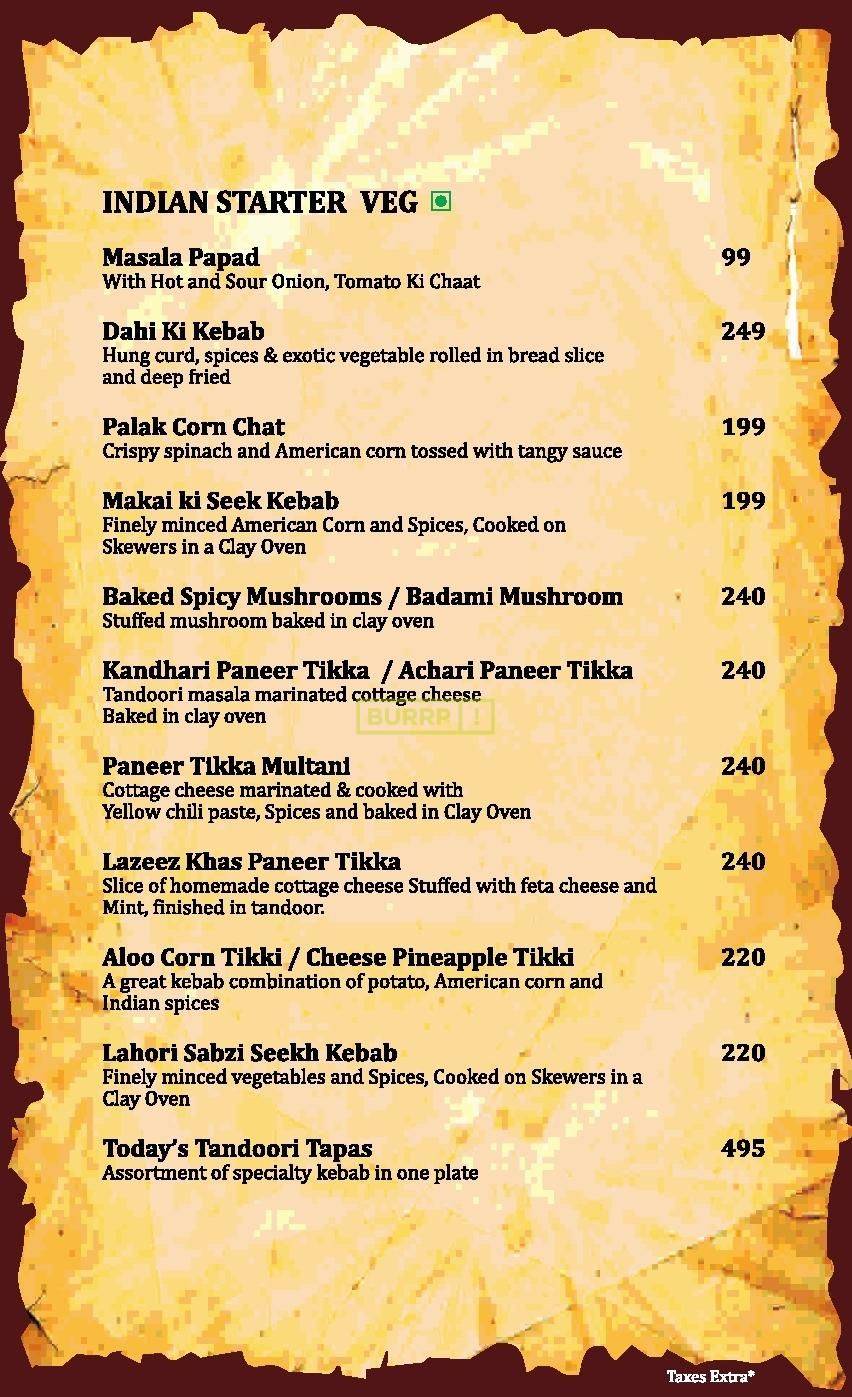 INDIAN STARTER VEG
Masala Papad 99
With Hot and Sour Onion, Tomato Ki Chaat
Dahi Ki Kebab 249
Hung curd, spices & exotic vegetable rolled in bread slice
and deep fried
Palak Corn Chat 199
Crispy spinach and American corn tossed with tangy sauce
Makai ki Seek Kebab 199
Finely minced American Corn and Spices, Cooked on
Skewers in a Clay Oven
Baked Spicy Mushrooms / Badami Mushroom 240
Stuffed mushroom baked in clay oven
Kandhari Paneer Tikka / Achari Paneer Tikka 240
Tandoori masala marinated cottage cheese
Baked in clay oven
BURRP!
Paneer Tikka Multani 240
Cottage cheese marinated & cooked with
Yellow chili paste, Spices and baked in Clay Oven
Lazeez Khas Paneer Tikka 240
Slice of homemade cottage cheese Stuffed with feta cheese and
Mint, finished in tandoor.
Aloo Corn Tikki / Cheese Pineapple Tikki 220
A great kebab combination of potato, American corn and
Indian spices
Lahori Sabzi Seekh Kebab 220
Finely minced vegetables and Spices, Cooked on Skewers in a
Clay Oven
Today's Tandoori Tapas 495
Assortment of specialty kebab in one plate
Taxes Extra*